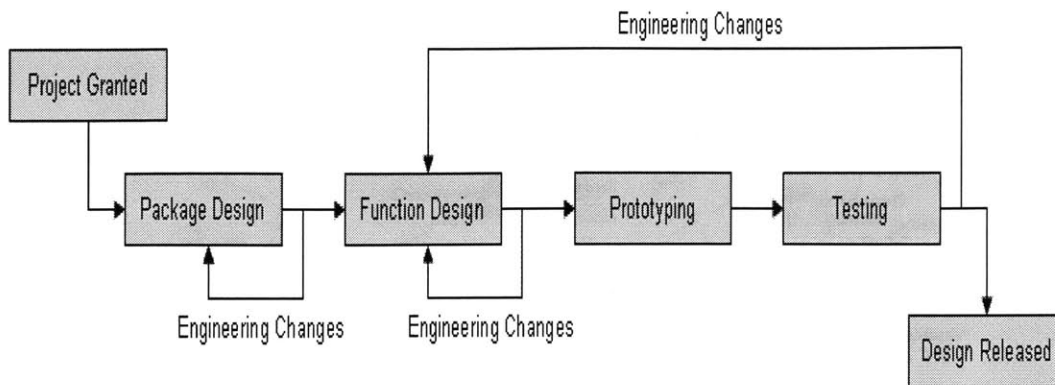 Engineering Changes
Project Granted
Package Design
Function Design
Prototyping
Testing
Engineering Changes
Engineering Changes
Design Released